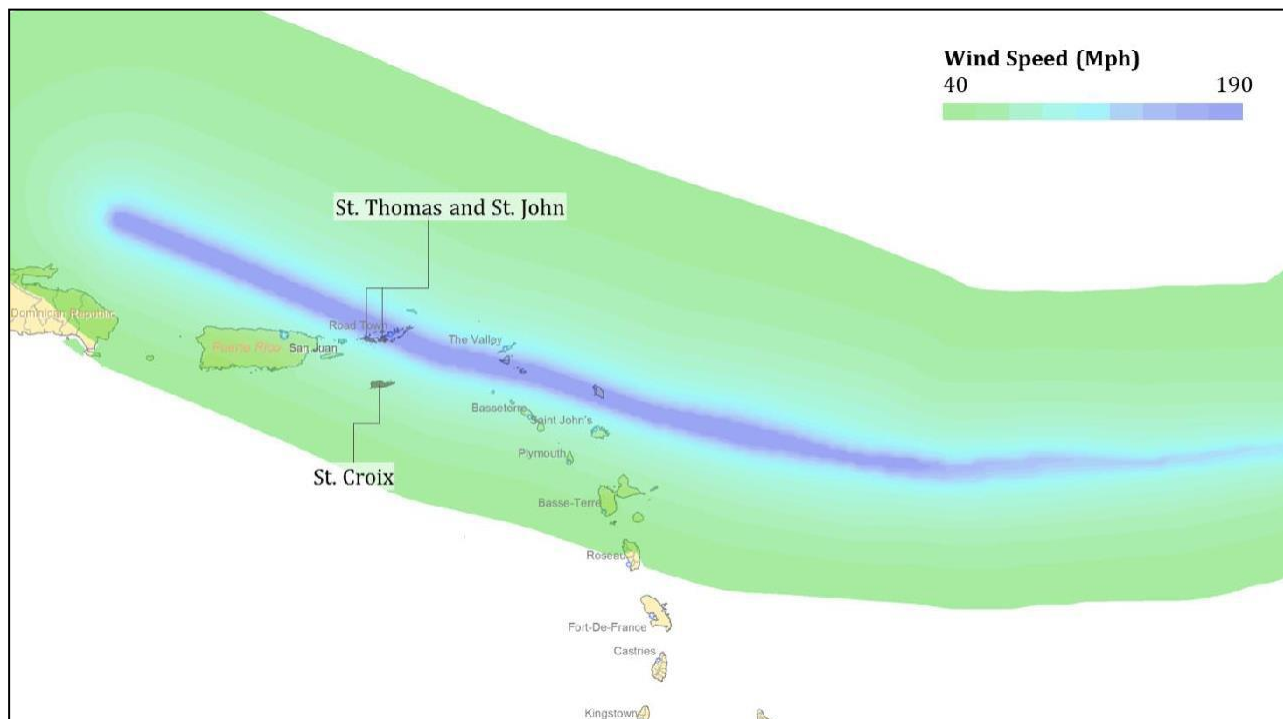 Wind Speed (Mph)
40 190
St. Thomas and St. John
Dominican Republic
Road Town
Puerto Rico
San Juan
The Valley
Basseterre
Saint John's
St. Croix
Plymouth
Basse-Terre
Roseau
Fort-De-France
Castries
Kingstown